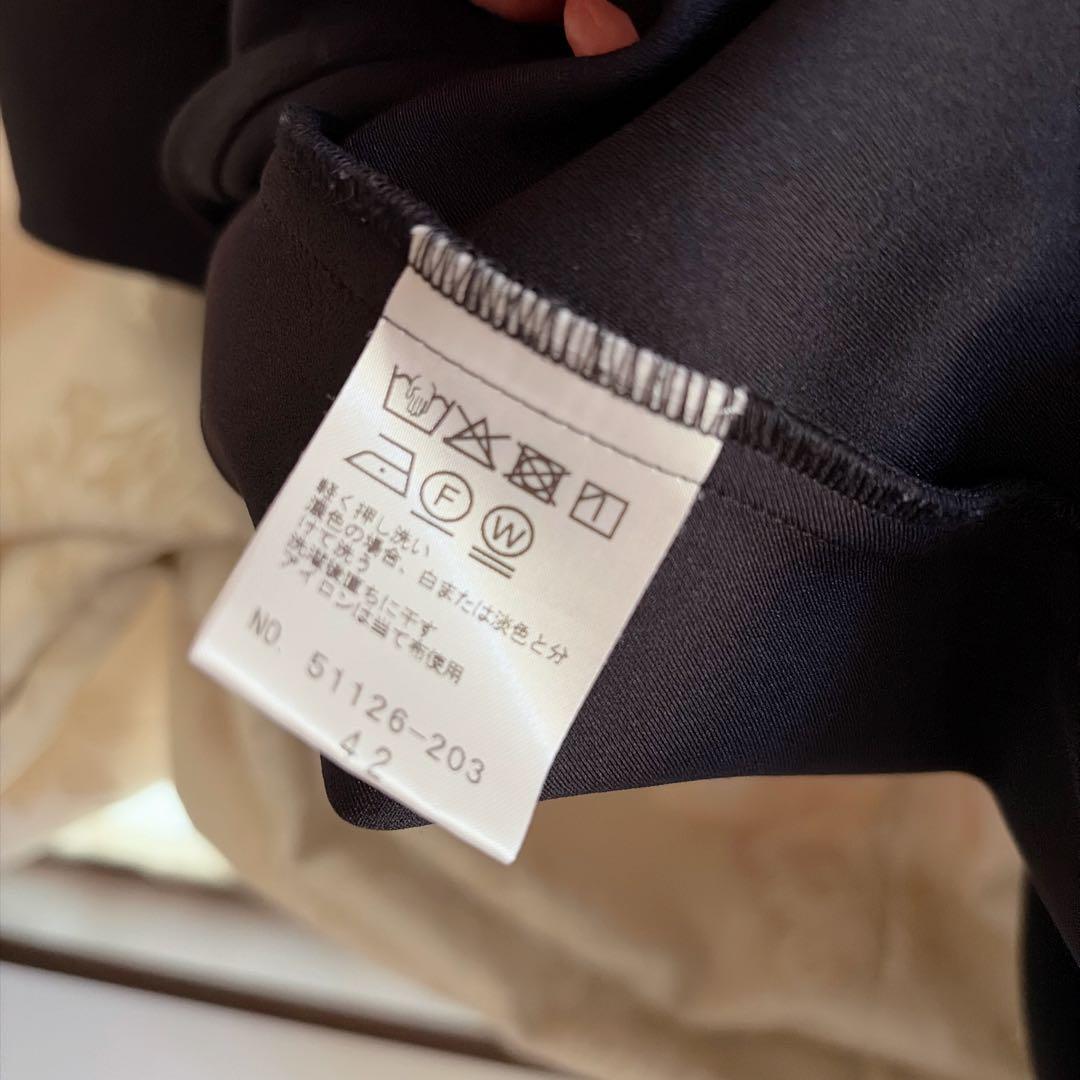 F W
軽く押し洗い
濃色の場合、白または淡色と分
けて洗う
洗濯後直ちに干す
アイロンは当て布使用
NO. 51126-203
42